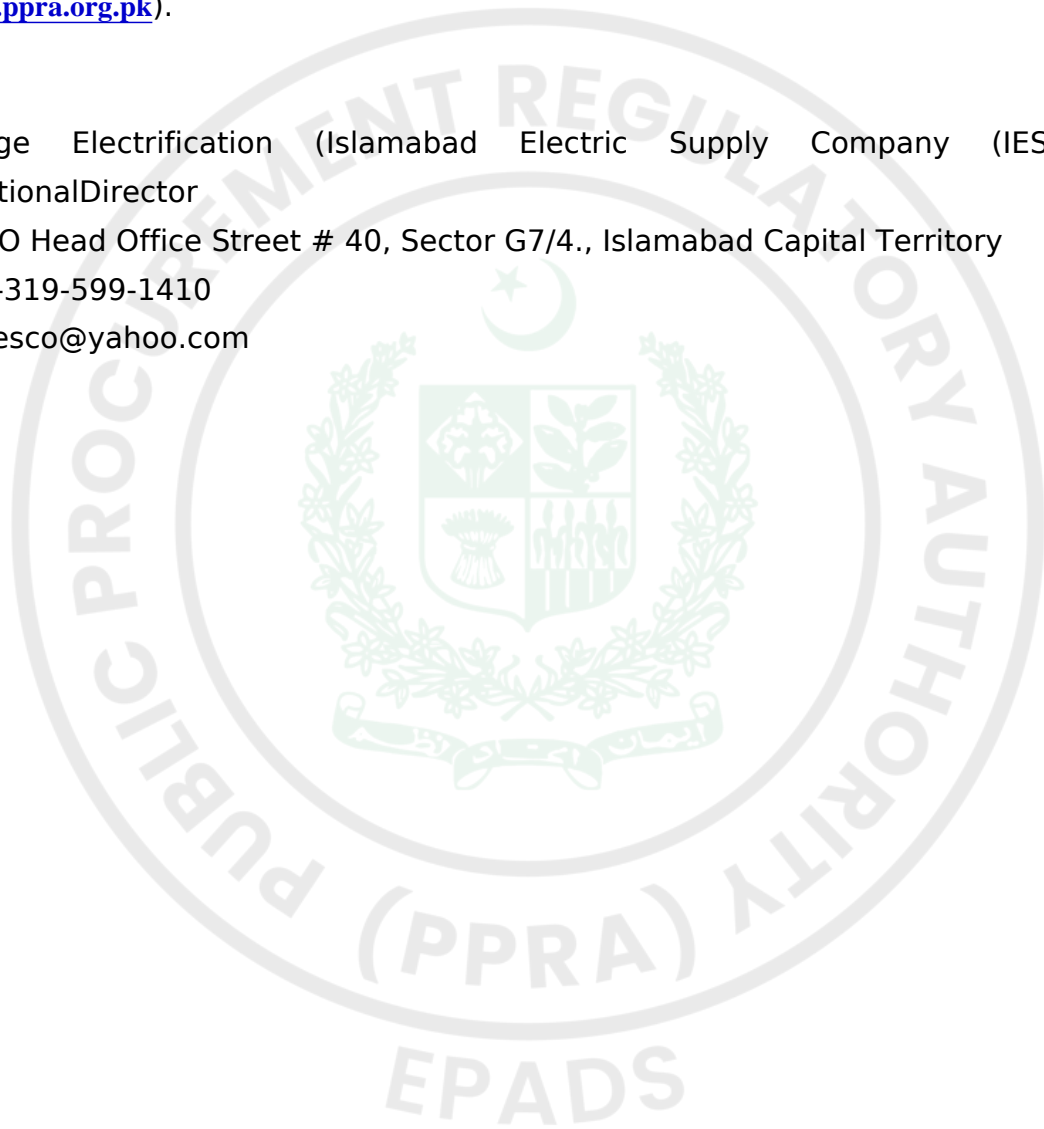 .ppra.org.pk).
ge Electrification (Islamabad Electric Supply Company (IES
tionalDirector
O Head Office Street # 40, Sector G7/4., Islamabad Capital Territory
-319-599-1410
esco@yahoo.com
PUBLIC PROCUREMENT REGULATORY AUTHORITY
(PPRA)
EPADS